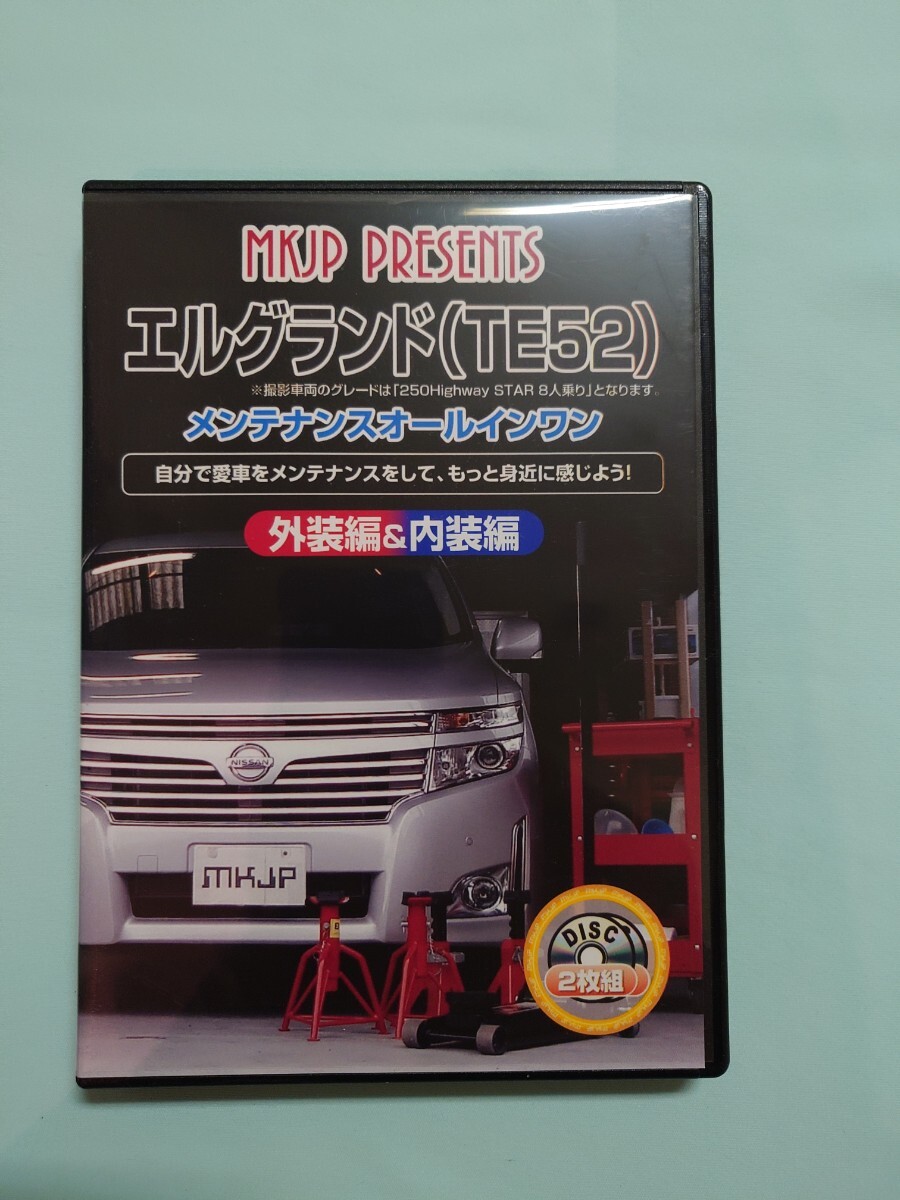 MKJP PRESENTS
エルグランド(TE52)
※撮影車両のグレードは「250Highway STAR 8人乗り」となります。
メンテナンスオールインワン
自分で愛車をメンテナンスをして、もっと身近に感じよう!
外装編&内装編
NISSAN
MKJP
DISC
2枚組